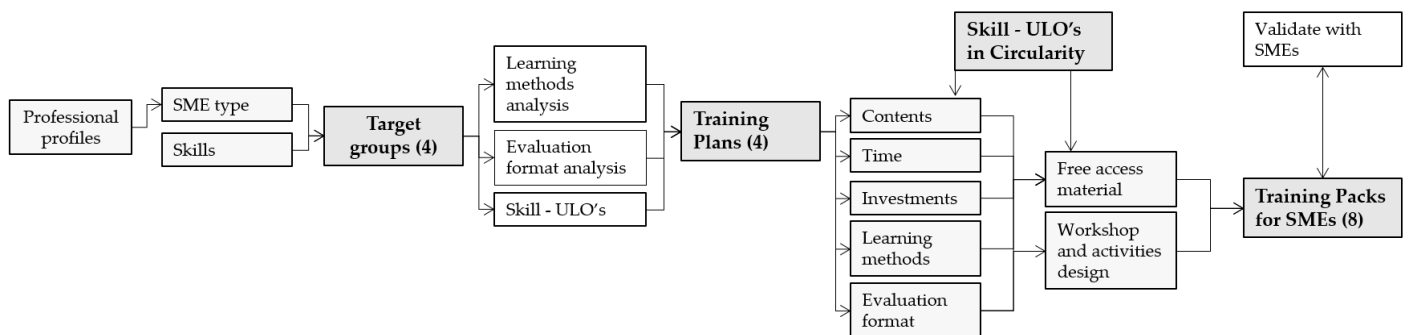 Professional
profiles
SME type
Skills
Target
groups (4)
Learning
methods
analysis
Evaluation
format analysis
Skill - ULO's
Training
Plans (4)
Skill - ULO's
in Circularity
Contents
Time
Investments
Learning
methods
Evaluation
format
Free access
material
Workshop
and activities
design
Validate with
SMEs
Training Packs
for SMEs (8)